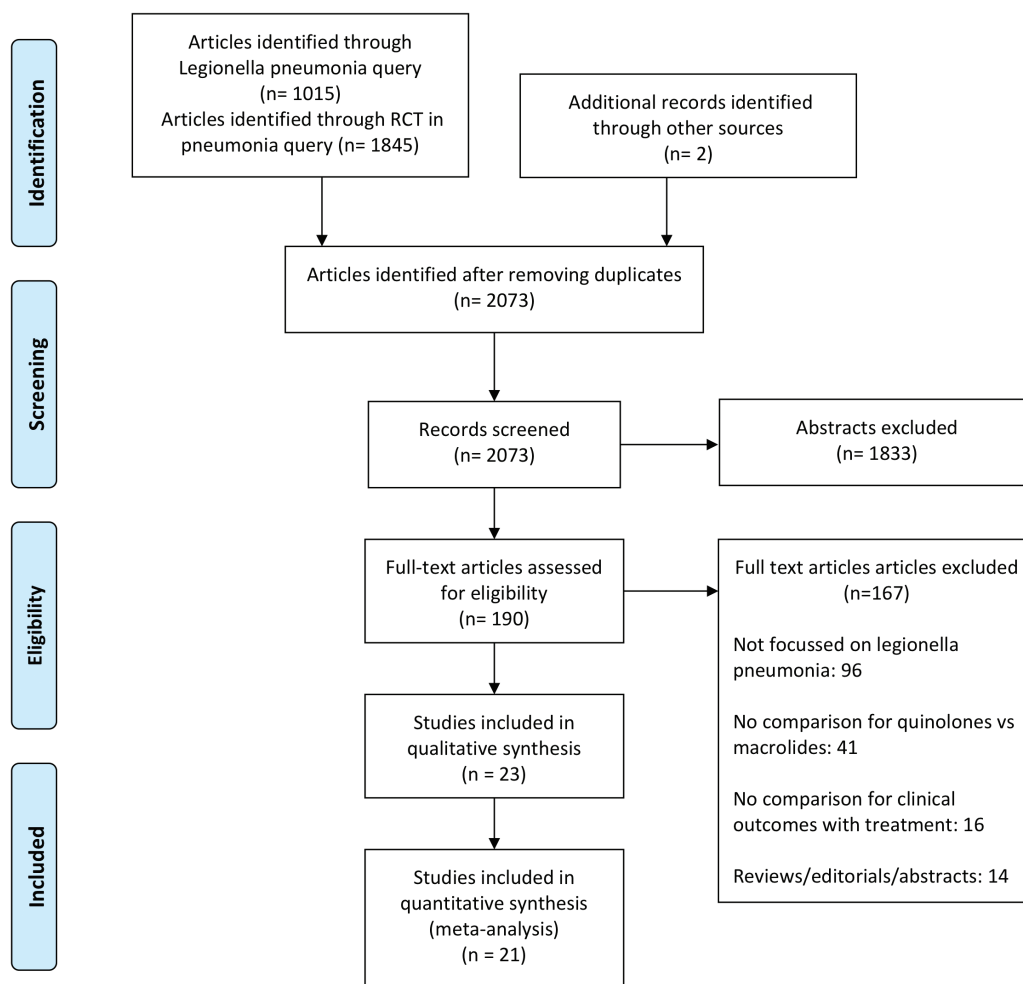 Identification
Articles identified through
Legionella pneumonia query
(n= 1015)
Articles identified through RCT in
pneumonia query (n= 1845)
Additional records identified
through other sources
(n= 2)
Articles identified after removing duplicates
(n= 2073)
Screening
Records screened
(n= 2073)
Abstracts excluded
(n= 1833)
Eligibility
Full-text articles assessed
for eligibility
(n= 190)
Full text articles articles excluded
(n=167)
Not focussed on legionella
pneumonia: 96
No comparison for quinolones vs
macrolides: 41
No comparison for clinical
outcomes with treatment: 16
Reviews/editorials/abstracts: 14
Studies included in
qualitative synthesis
(n = 23)
Included
Studies included in
quantitative synthesis
(meta-analysis)
(n = 21)